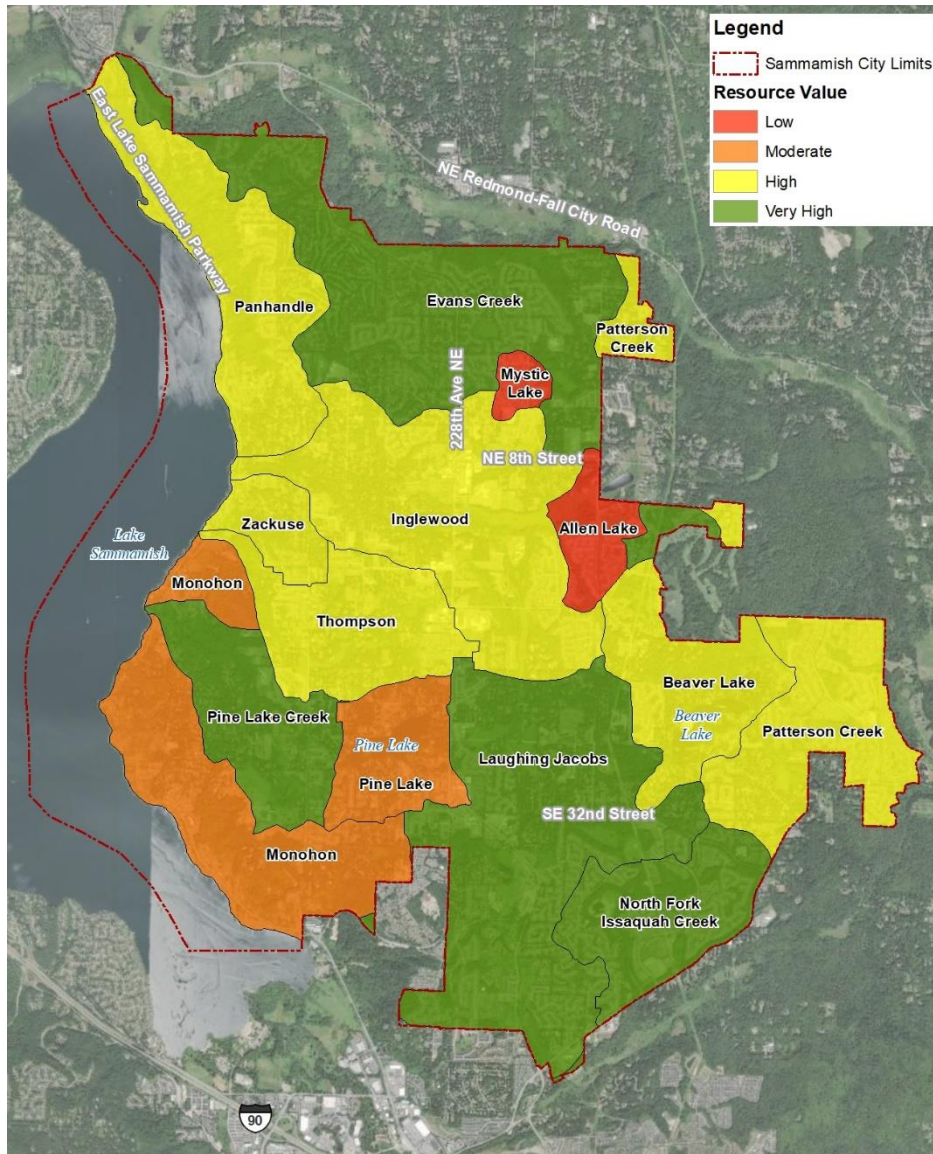 Legend
Sammamish City Limits
Resource Value
Low
Moderate
High
Very High
East Lake Sammamish Parkway
NE Redmond-Fall City Road
Panhandle
Evans Creek
Patterson
Creek
228th Ave NE
Mystic
Lake
NE 8th Street
Zackuse
Inglewood
Allen Lake
Lake
Sammamish
Monohon
Thompson
Beaver Lake
Pine Lake Creek
Beaver
Lake
Patterson Creek
Pine Lake
Laughing Jacobs
Pine Lake
SE 32nd Street
Monohon
North Fork
Issaquah Creek
90